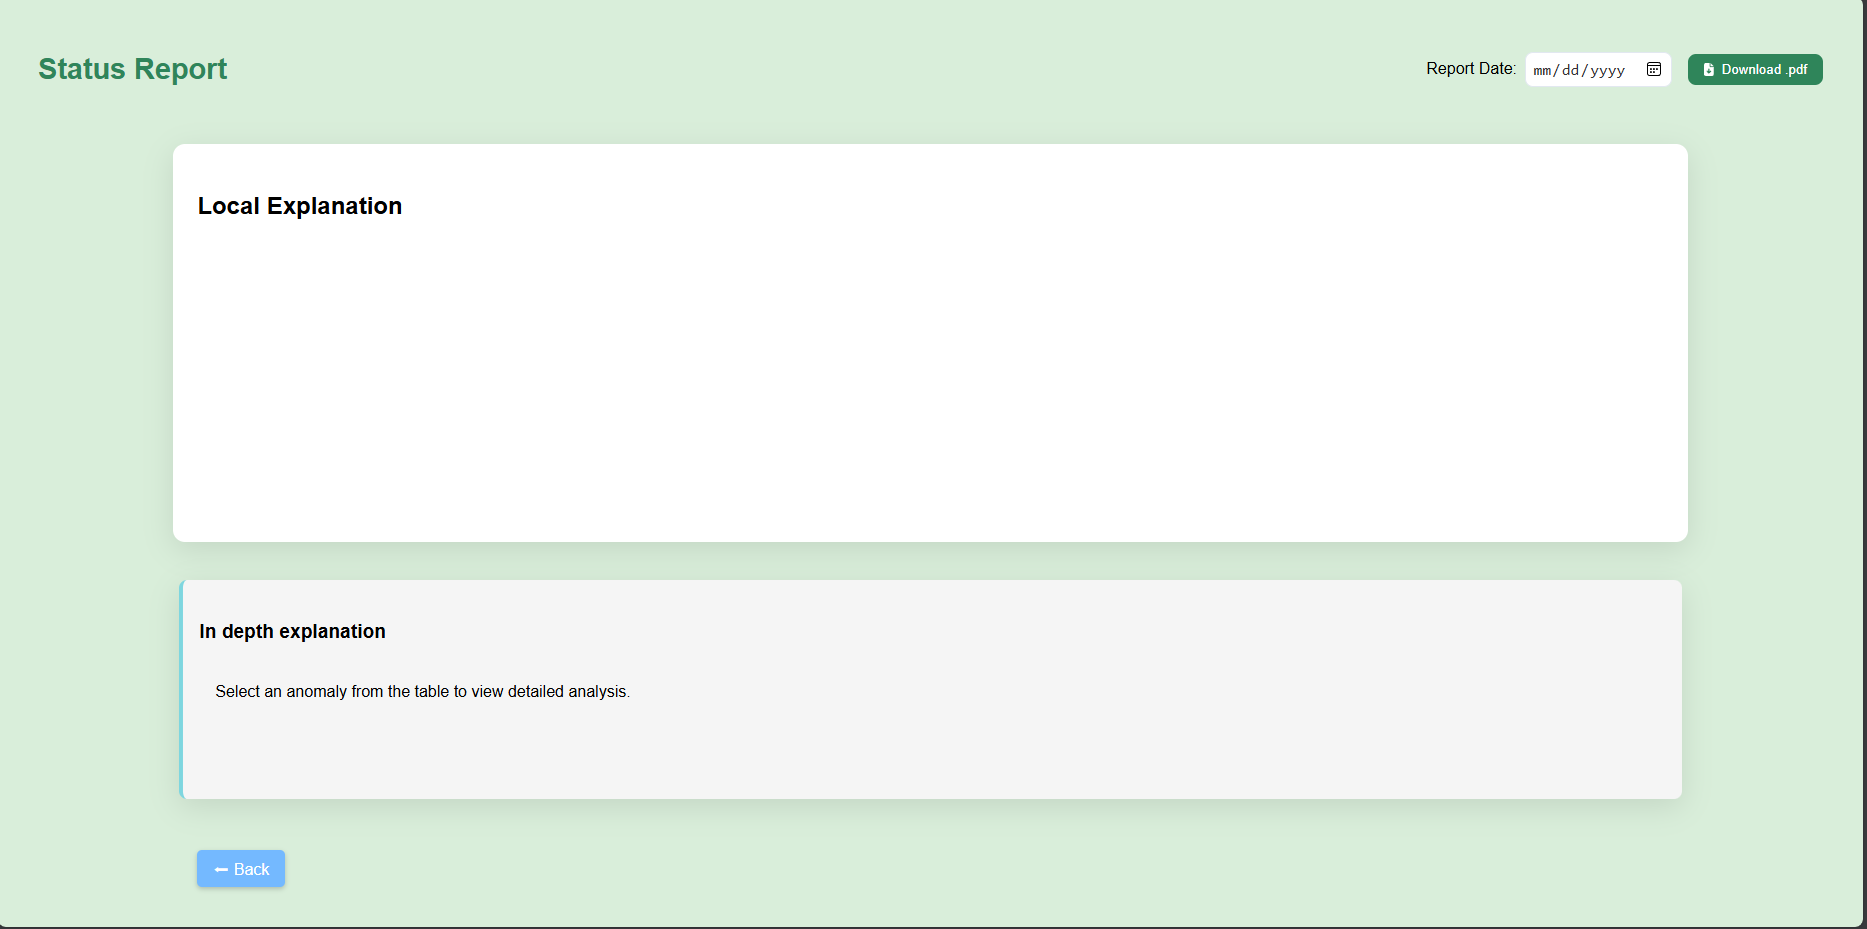 Status Report
Report Date: mm/dd/yyyy
Download .pdf
Local Explanation
In depth explanation
Select an anomaly from the table to view detailed analysis.
Back